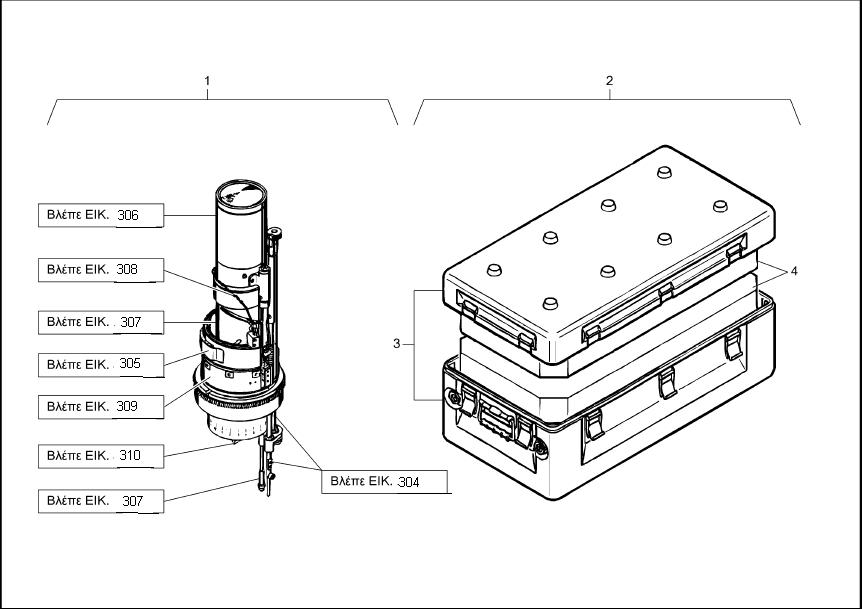 1
2
Βλέπε ΕΙΚ. 306
Βλέπε ΕΙΚ. 308
4
Βλέπε ΕΙΚ. 307
3
Βλέπε ΕΙΚ. 305
Βλέπε ΕΙΚ. 309
Βλέπε ΕΙΚ. 310
Βλέπε ΕΙΚ. 304
Βλέπε ΕΙΚ. 307